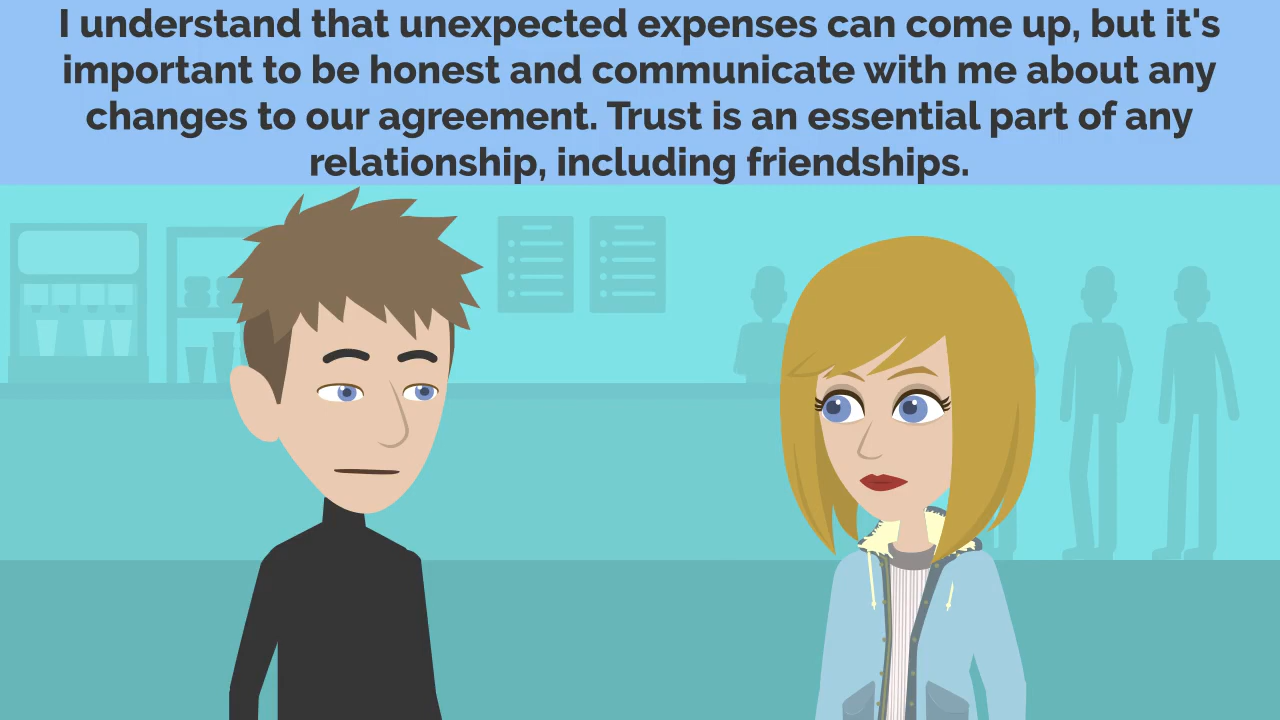 I understand that unexpected expenses can come up, but it's
important to be honest and communicate with me about any
changes to our agreement. Trust is an essential part of any
relationship, including friendships.